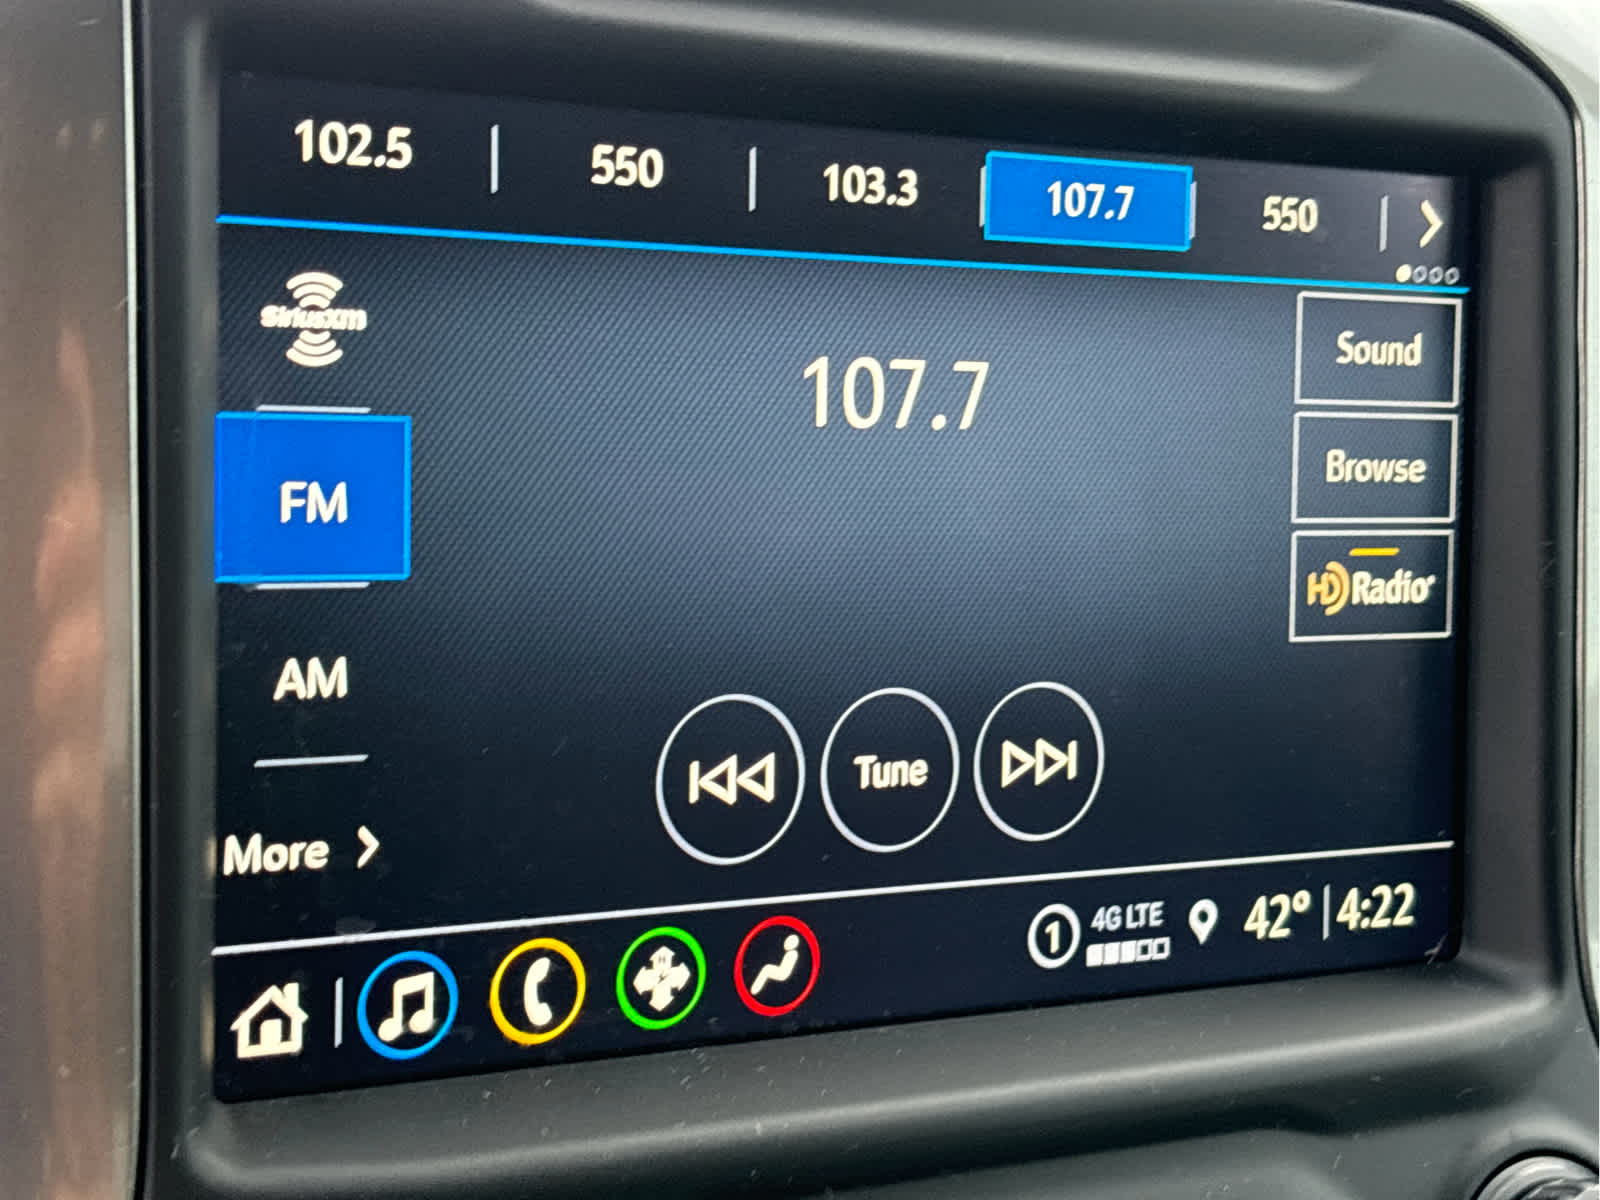 102.5 | 550 | 103.3 107.7 550 |
SiriusXM
107.7
Sound
FM
Browse
HD Radio
AM
Tune
More
1 4G LTE 42° | 4:22